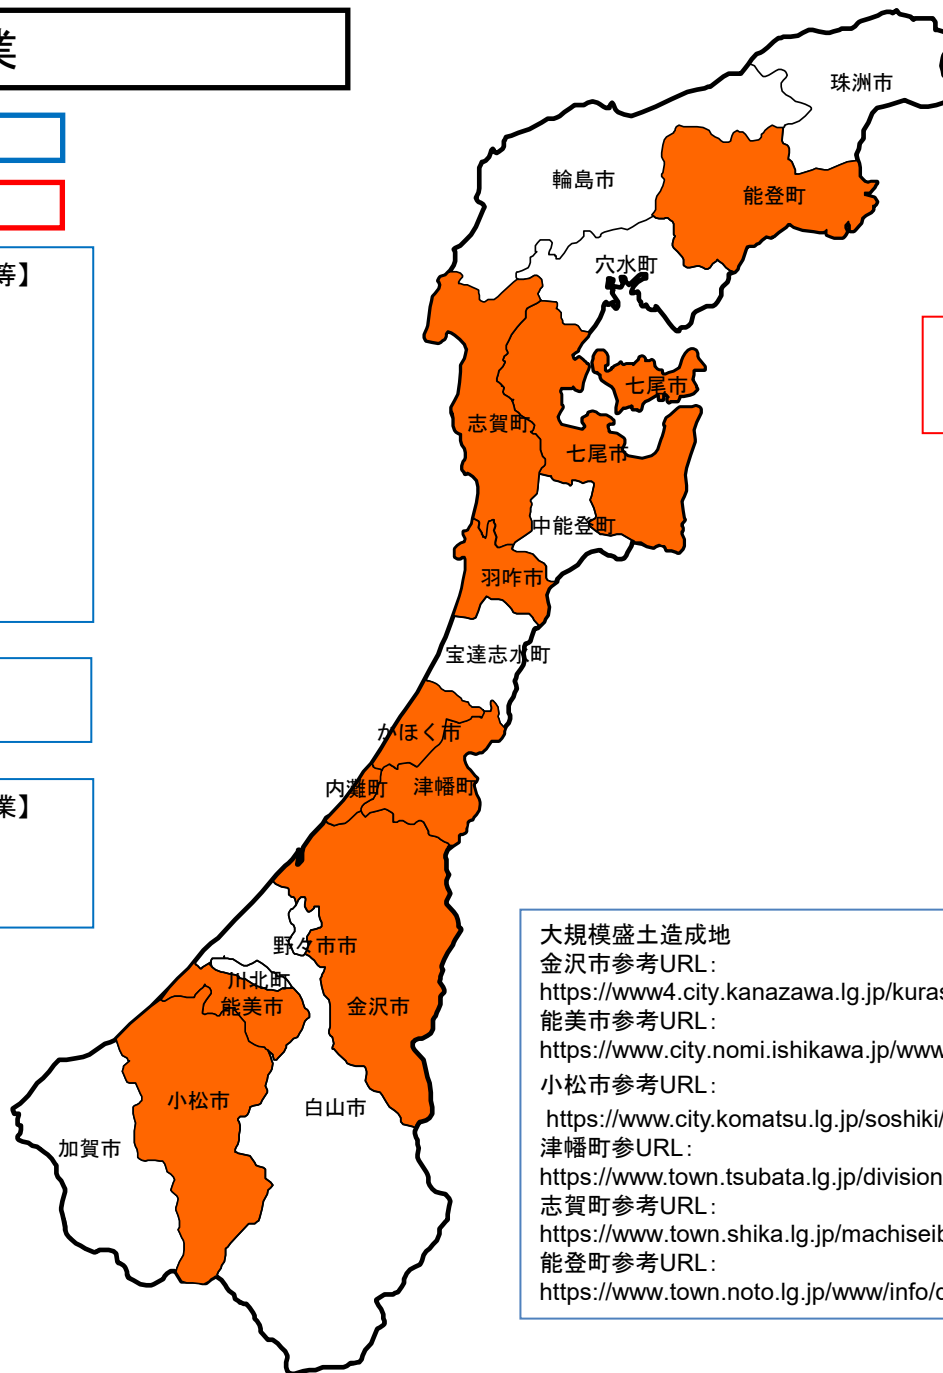 業
等】
業】
珠洲市
輪島市
能登町
穴水町
七尾市
志賀町
七尾市
中能登町
羽咋市
宝達志水町
かほく市
内灘町
津幡町
野々市市
川北町
能美市
金沢市
小松市
白山市
加賀市
大規模盛土造成地
金沢市参考URL：
https://www4.city.kanazawa.lg.jp/kuras
能美市参考URL：
https://www.city.nomi.ishikawa.jp/www
小松市参考URL：
https://www.city.komatsu.lg.jp/soshiki/
津幡町参URL：
https://www.town.tsubata.lg.jp/division
志賀町参考URL：
https://www.town.shika.lg.jp/machiseib
能登町参考URL：
https://www.town.noto.lg.jp/www/info/d